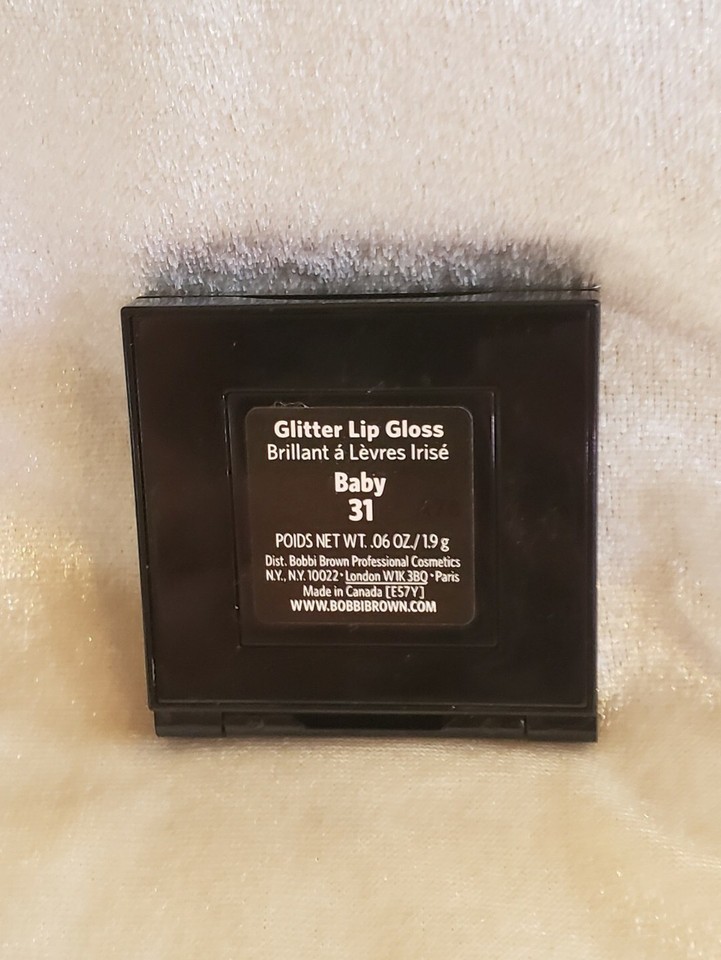 Glitter Lip Gloss
Brillant á Lèvres Irisé
Baby
31
POIDS NET WT. .06 OZ./1.9 g
Dist. Bobbi Brown Professional Cosmetics
N.Y., N.Y. 10022 · London W1K 3BQ · Paris
Made in Canada [E57Y]
WWW.BOBBIBROWN.COM